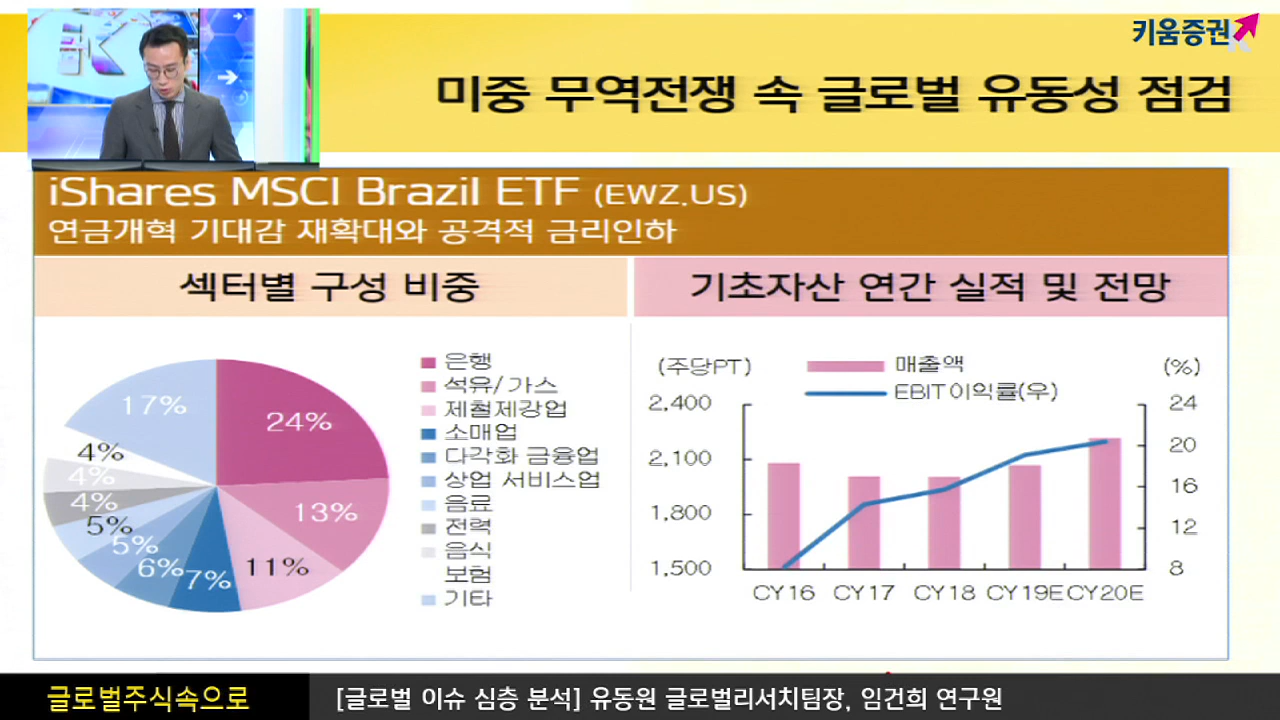 키움증권
미중 무역전쟁 속 글로벌 유동성 점검
iShares MSCI Brazil ETF (EWZ.US)
연금개혁 기대감 재확대와 공격적 금리인하
섹터별 구성 비중
기초자산 연간 실적 및 전망
24%
13%
11%
7%
6%
5%
5%
4%
4%
4%
17%
은행
석유/가스
제철제강업
소매업
다각화 금융업
상업 서비스업
음료
전력
음식
보험
기타
(주당PT)
매출액
EBIT이익률(우)
(%)
2,400
2,100
1,800
1,500
24
20
16
12
8
CY16 CY17 CY18 CY19E CY20E
글로벌주식속으로
[글로벌 이슈 심층 분석] 유동원 글로벌리서치팀장, 임건희 연구원